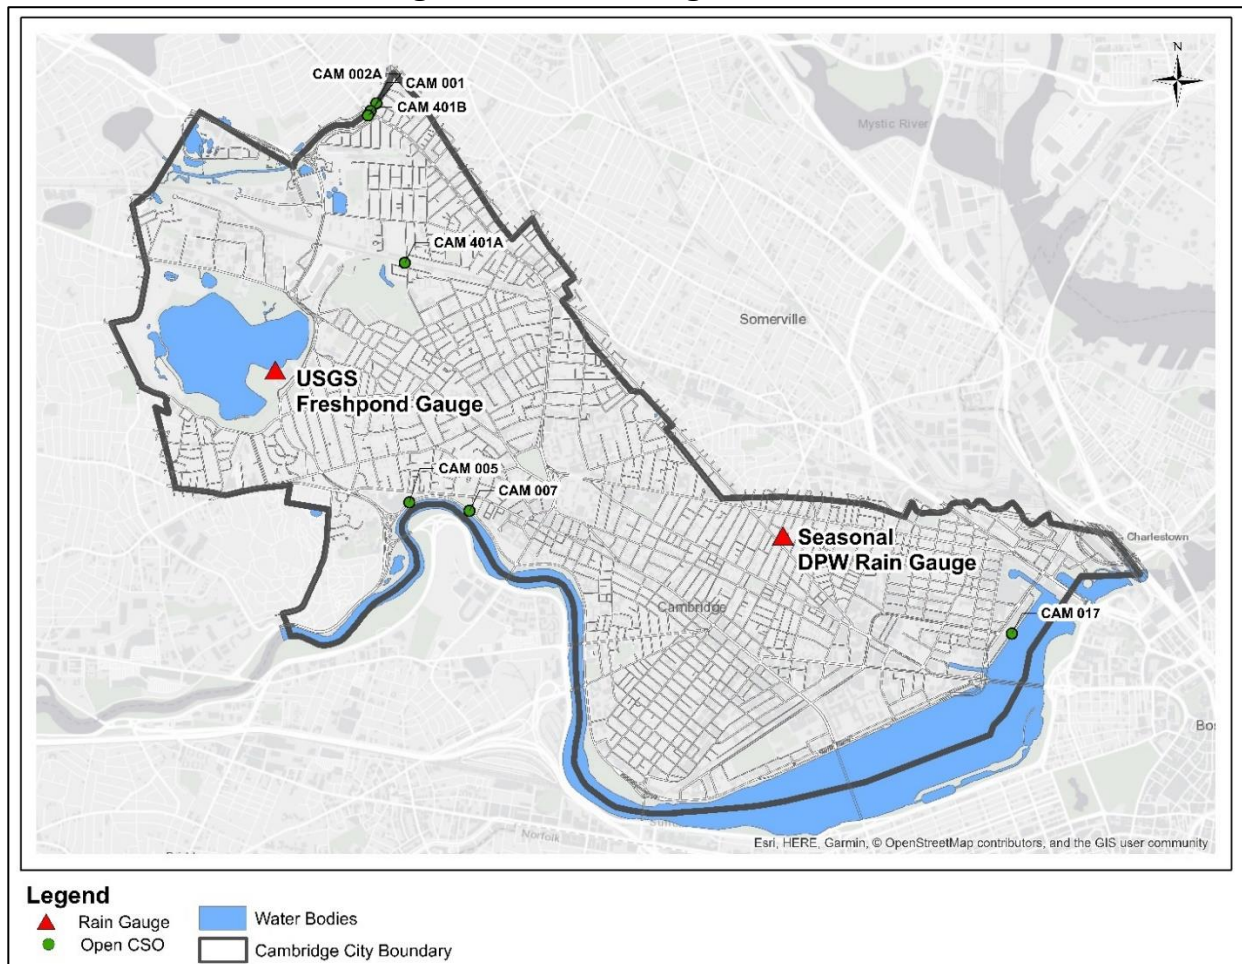 N
CAM 002A
CAM 001
CAM 401B
Mystic River
CAM 401A
Somerville
USGS
Freshpond Gauge
CAM 005
CAM 007
Seasonal
DPW Rain Gauge
Charlestown
Cambridge
CAM 017
Norfolk
Esri, HERE, Garmin, © OpenStreetMap contributors, and the GIS user community
Legend
Rain Gauge
Open CSO
Water Bodies
Cambridge City Boundary